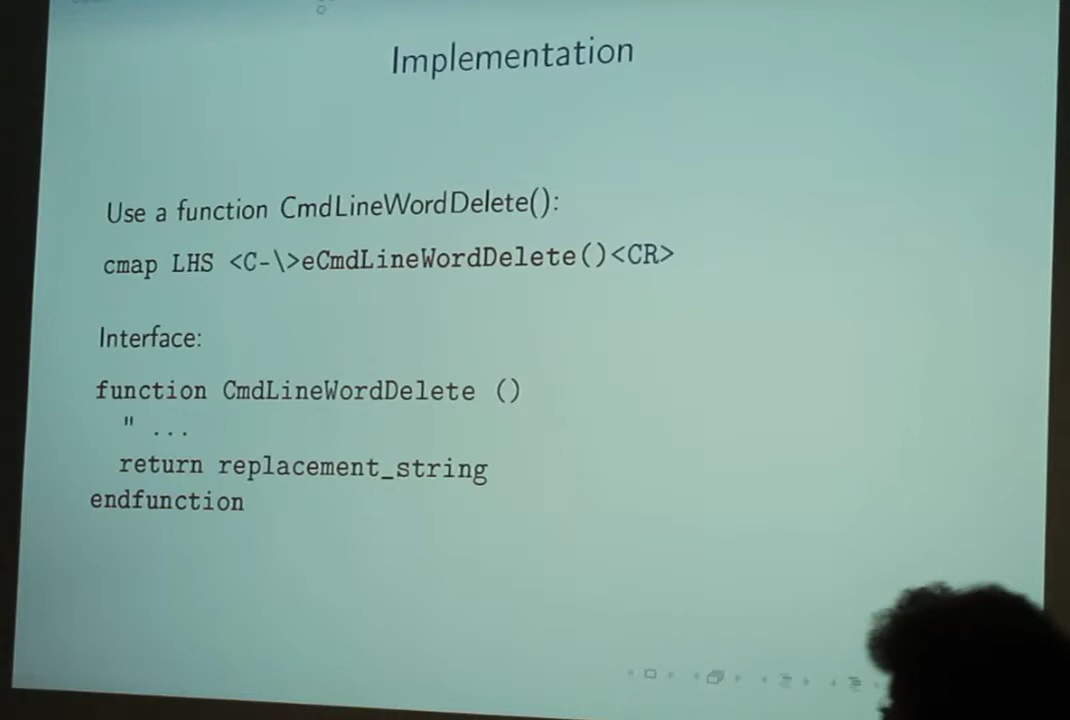 Implementation
Use a function CmdLineWordDelete():
cmap LHS <C-\>eCmdLineWordDelete()<CR>
Interface:
function CmdLineWordDelete ()
" ...
return replacement_string
endfunction